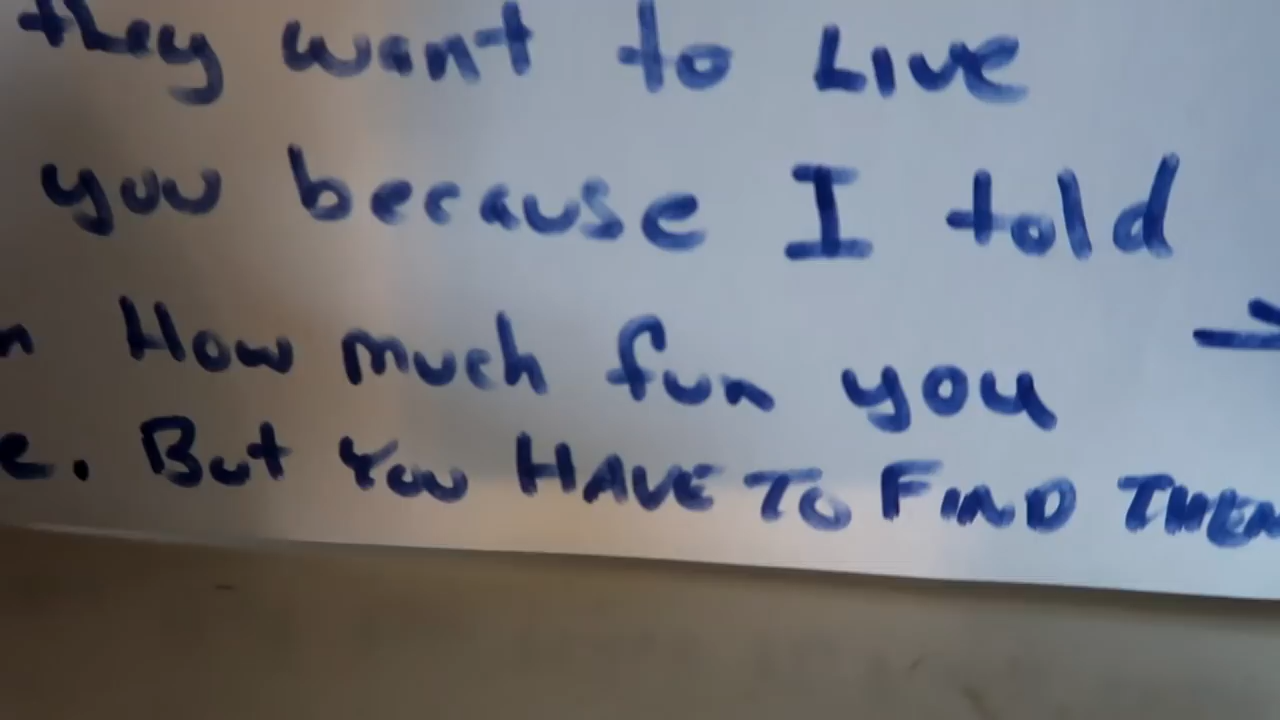 they want to Live
you because I told
How much fun you →
e. But You HAVE TO FIND THEM